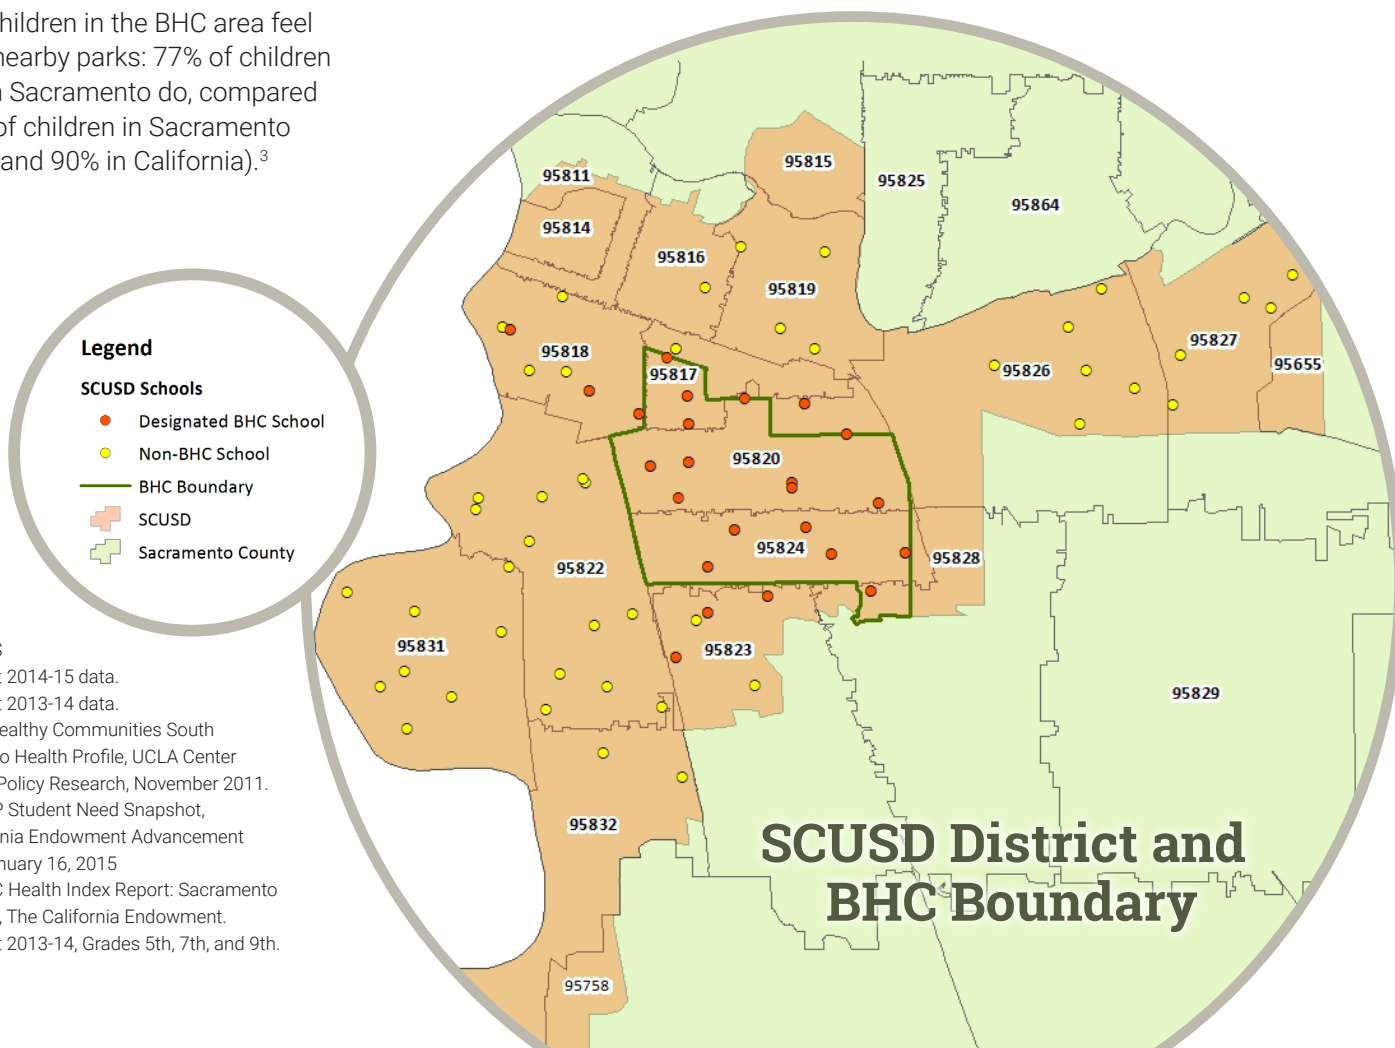 hildren in the BHC area feel
nearby parks: 77% of children
Sacramento do, compared
of children in Sacramento
and 90% in California).3
95811
95815
95825
95864
95814
95816
95819
95818
95817
95826
95827
95655
95820
95824
95828
95822
95831
95823
95829
95832
95758
Legend
SCUSD Schools
Designated BHC School
Non-BHC School
BHC Boundary
SCUSD
Sacramento County
s
t 2014-15 data.
t 2013-14 data.
ealthy Communities South
o Health Profile, UCLA Center
Policy Research, November 2011.
P Student Need Snapshot,
nia Endowment Advancement
nuary 16, 2015
C Health Index Report: Sacramento
, The California Endowment.
t 2013-14, Grades 5th, 7th, and 9th.
SCUSD District and
BHC Boundary